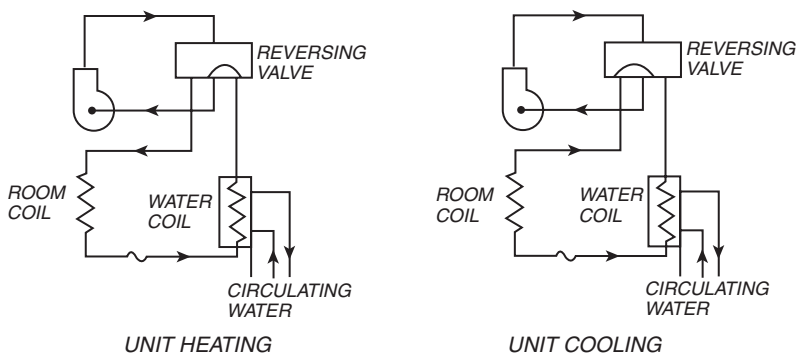 REVERSING
VALVE
ROOM
COIL
WATER
COIL
CIRCULATING
WATER
UNIT HEATING
REVERSING
VALVE
ROOM
COIL
WATER
COIL
CIRCULATING
WATER
UNIT COOLING